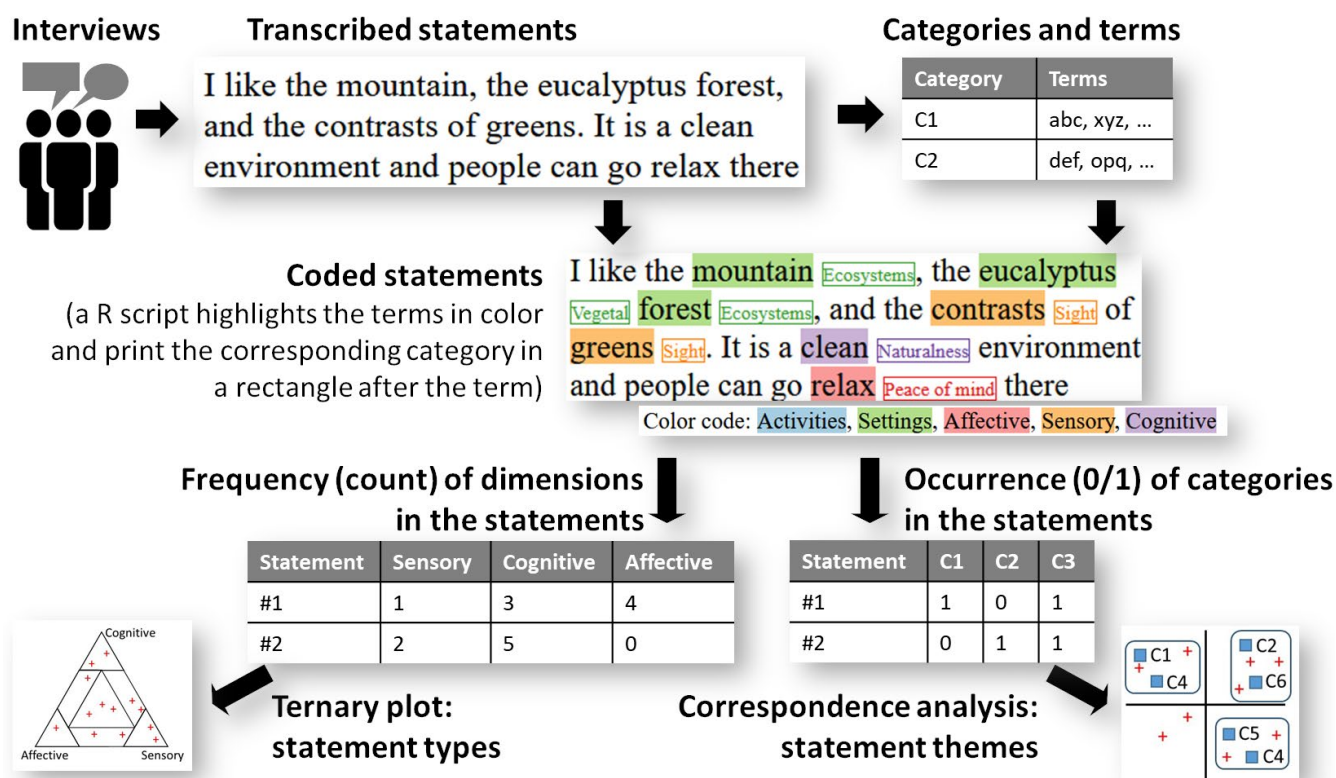 Interviews
Transcribed statements
I like the mountain, the eucalyptus forest,
and the contrasts of greens. It is a clean
environment and people can go relax there
Categories and terms
Category Terms
C1 abc, xyz, ...
C2 def, opq, ...
Coded statements
(a R script highlights the terms in color
and print the corresponding category in
a rectangle after the term)
I like the mountain Ecosystems, the eucalyptus
Vegetal forest Ecosystems, and the contrasts Sight of
greens Sight. It is a clean Naturalness environment
and people can go relax Peace of mind there
Color code: Activities, Settings, Affective, Sensory, Cognitive
Frequency (count) of dimensions
in the statements
Statement Sensory Cognitive Affective
#1 1 3 4
#2 2 5 0
Occurrence (0/1) of categories
in the statements
Statement C1 C2 C3
#1 1 0 1
#2 0 1 1
Cognitive
Affective Sensory
Ternary plot:
statement types
Correspondence analysis:
statement themes
C1 C2
C4 C6
C5
C4